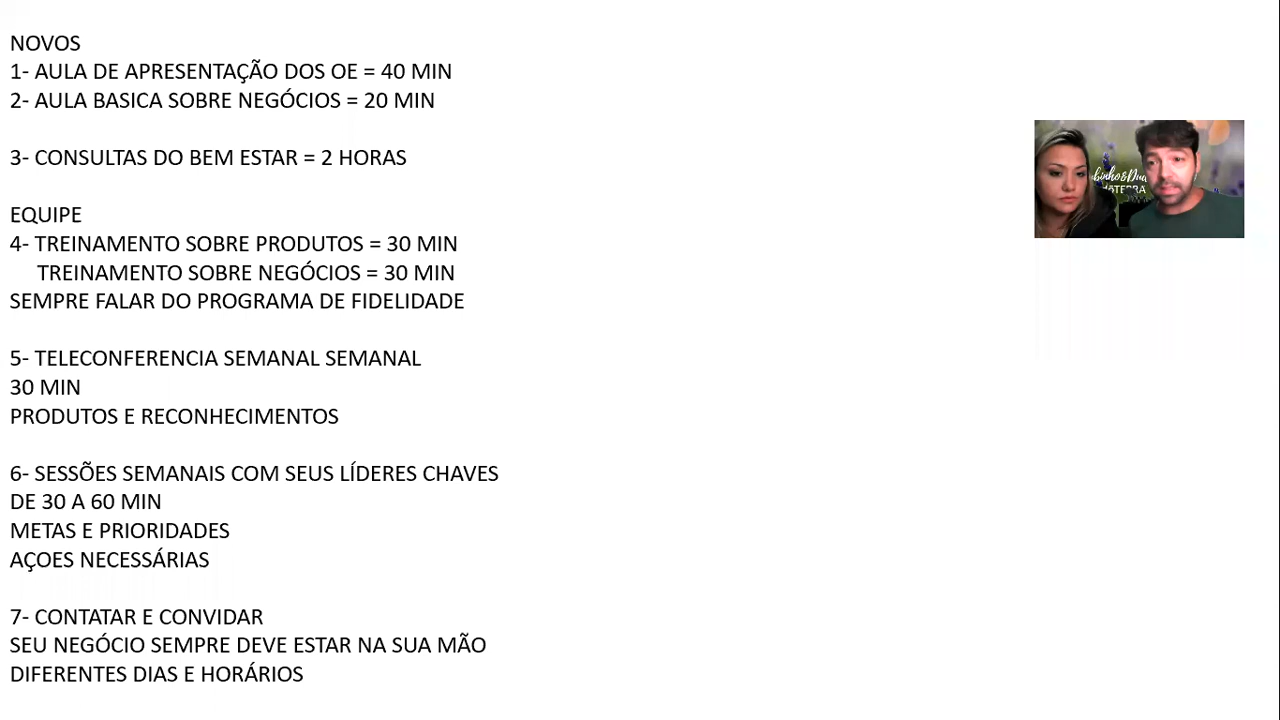 NOVOS
1- AULA DE APRESENTAÇÃO DOS OE = 40 MIN
2- AULA BASICA SOBRE NEGÓCIOS = 20 MIN
3- CONSULTAS DO BEM ESTAR = 2 HORAS
EQUIPE
4- TREINAMENTO SOBRE PRODUTOS = 30 MIN
TREINAMENTO SOBRE NEGÓCIOS = 30 MIN
SEMPRE FALAR DO PROGRAMA DE FIDELIDADE
5- TELECONFERENCIA SEMANAL SEMANAL
30 MIN
PRODUTOS E RECONHECIMENTOS
6- SESSÕES SEMANAIS COM SEUS LÍDERES CHAVES
DE 30 A 60 MIN
METAS E PRIORIDADES
AÇOES NECESSÁRIAS
7- CONTATAR E CONVIDAR
SEU NEGÓCIO SEMPRE DEVE ESTAR NA SUA MÃO
DIFERENTES DIAS E HORÁRIOS